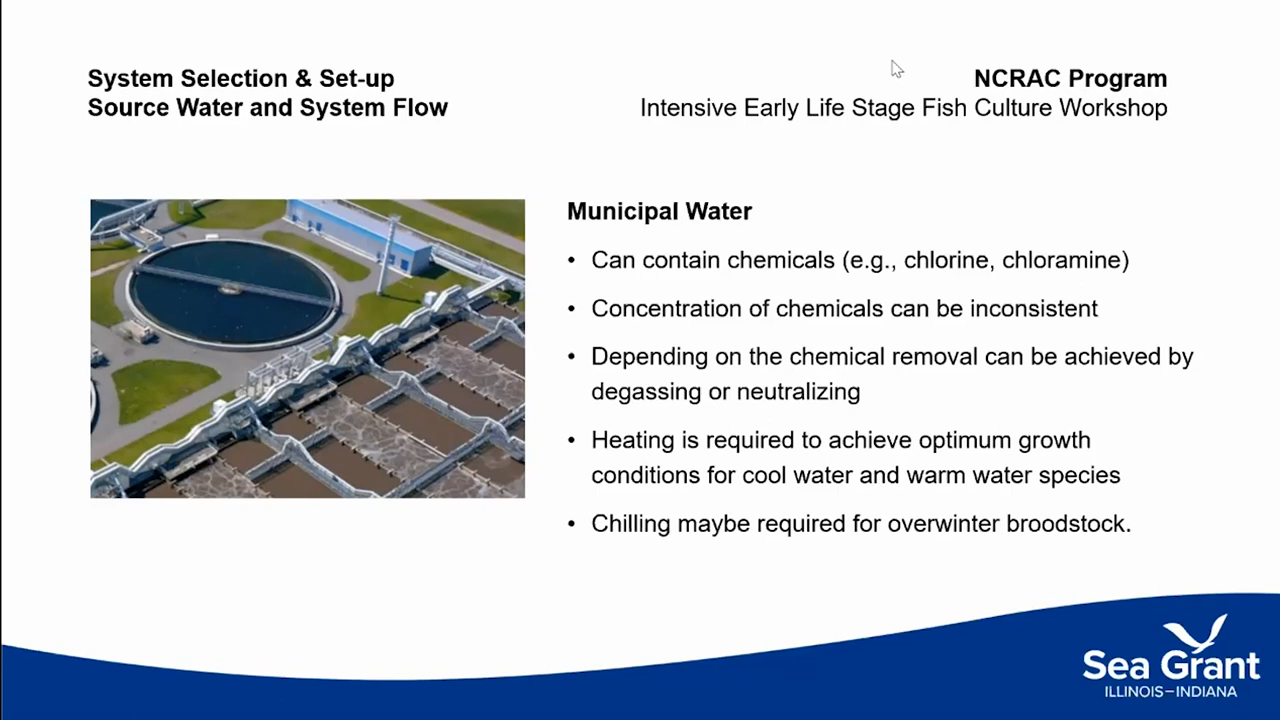 System Selection & Set-up
Source Water and System Flow
NCRAC Program
Intensive Early Life Stage Fish Culture Workshop
Municipal Water
• Can contain chemicals (e.g., chlorine, chloramine)
• Concentration of chemicals can be inconsistent
• Depending on the chemical removal can be achieved by
degassing or neutralizing
• Heating is required to achieve optimum growth
conditions for cool water and warm water species
• Chilling maybe required for overwinter broodstock.
Sea Grant
ILLINOIS–INDIANA